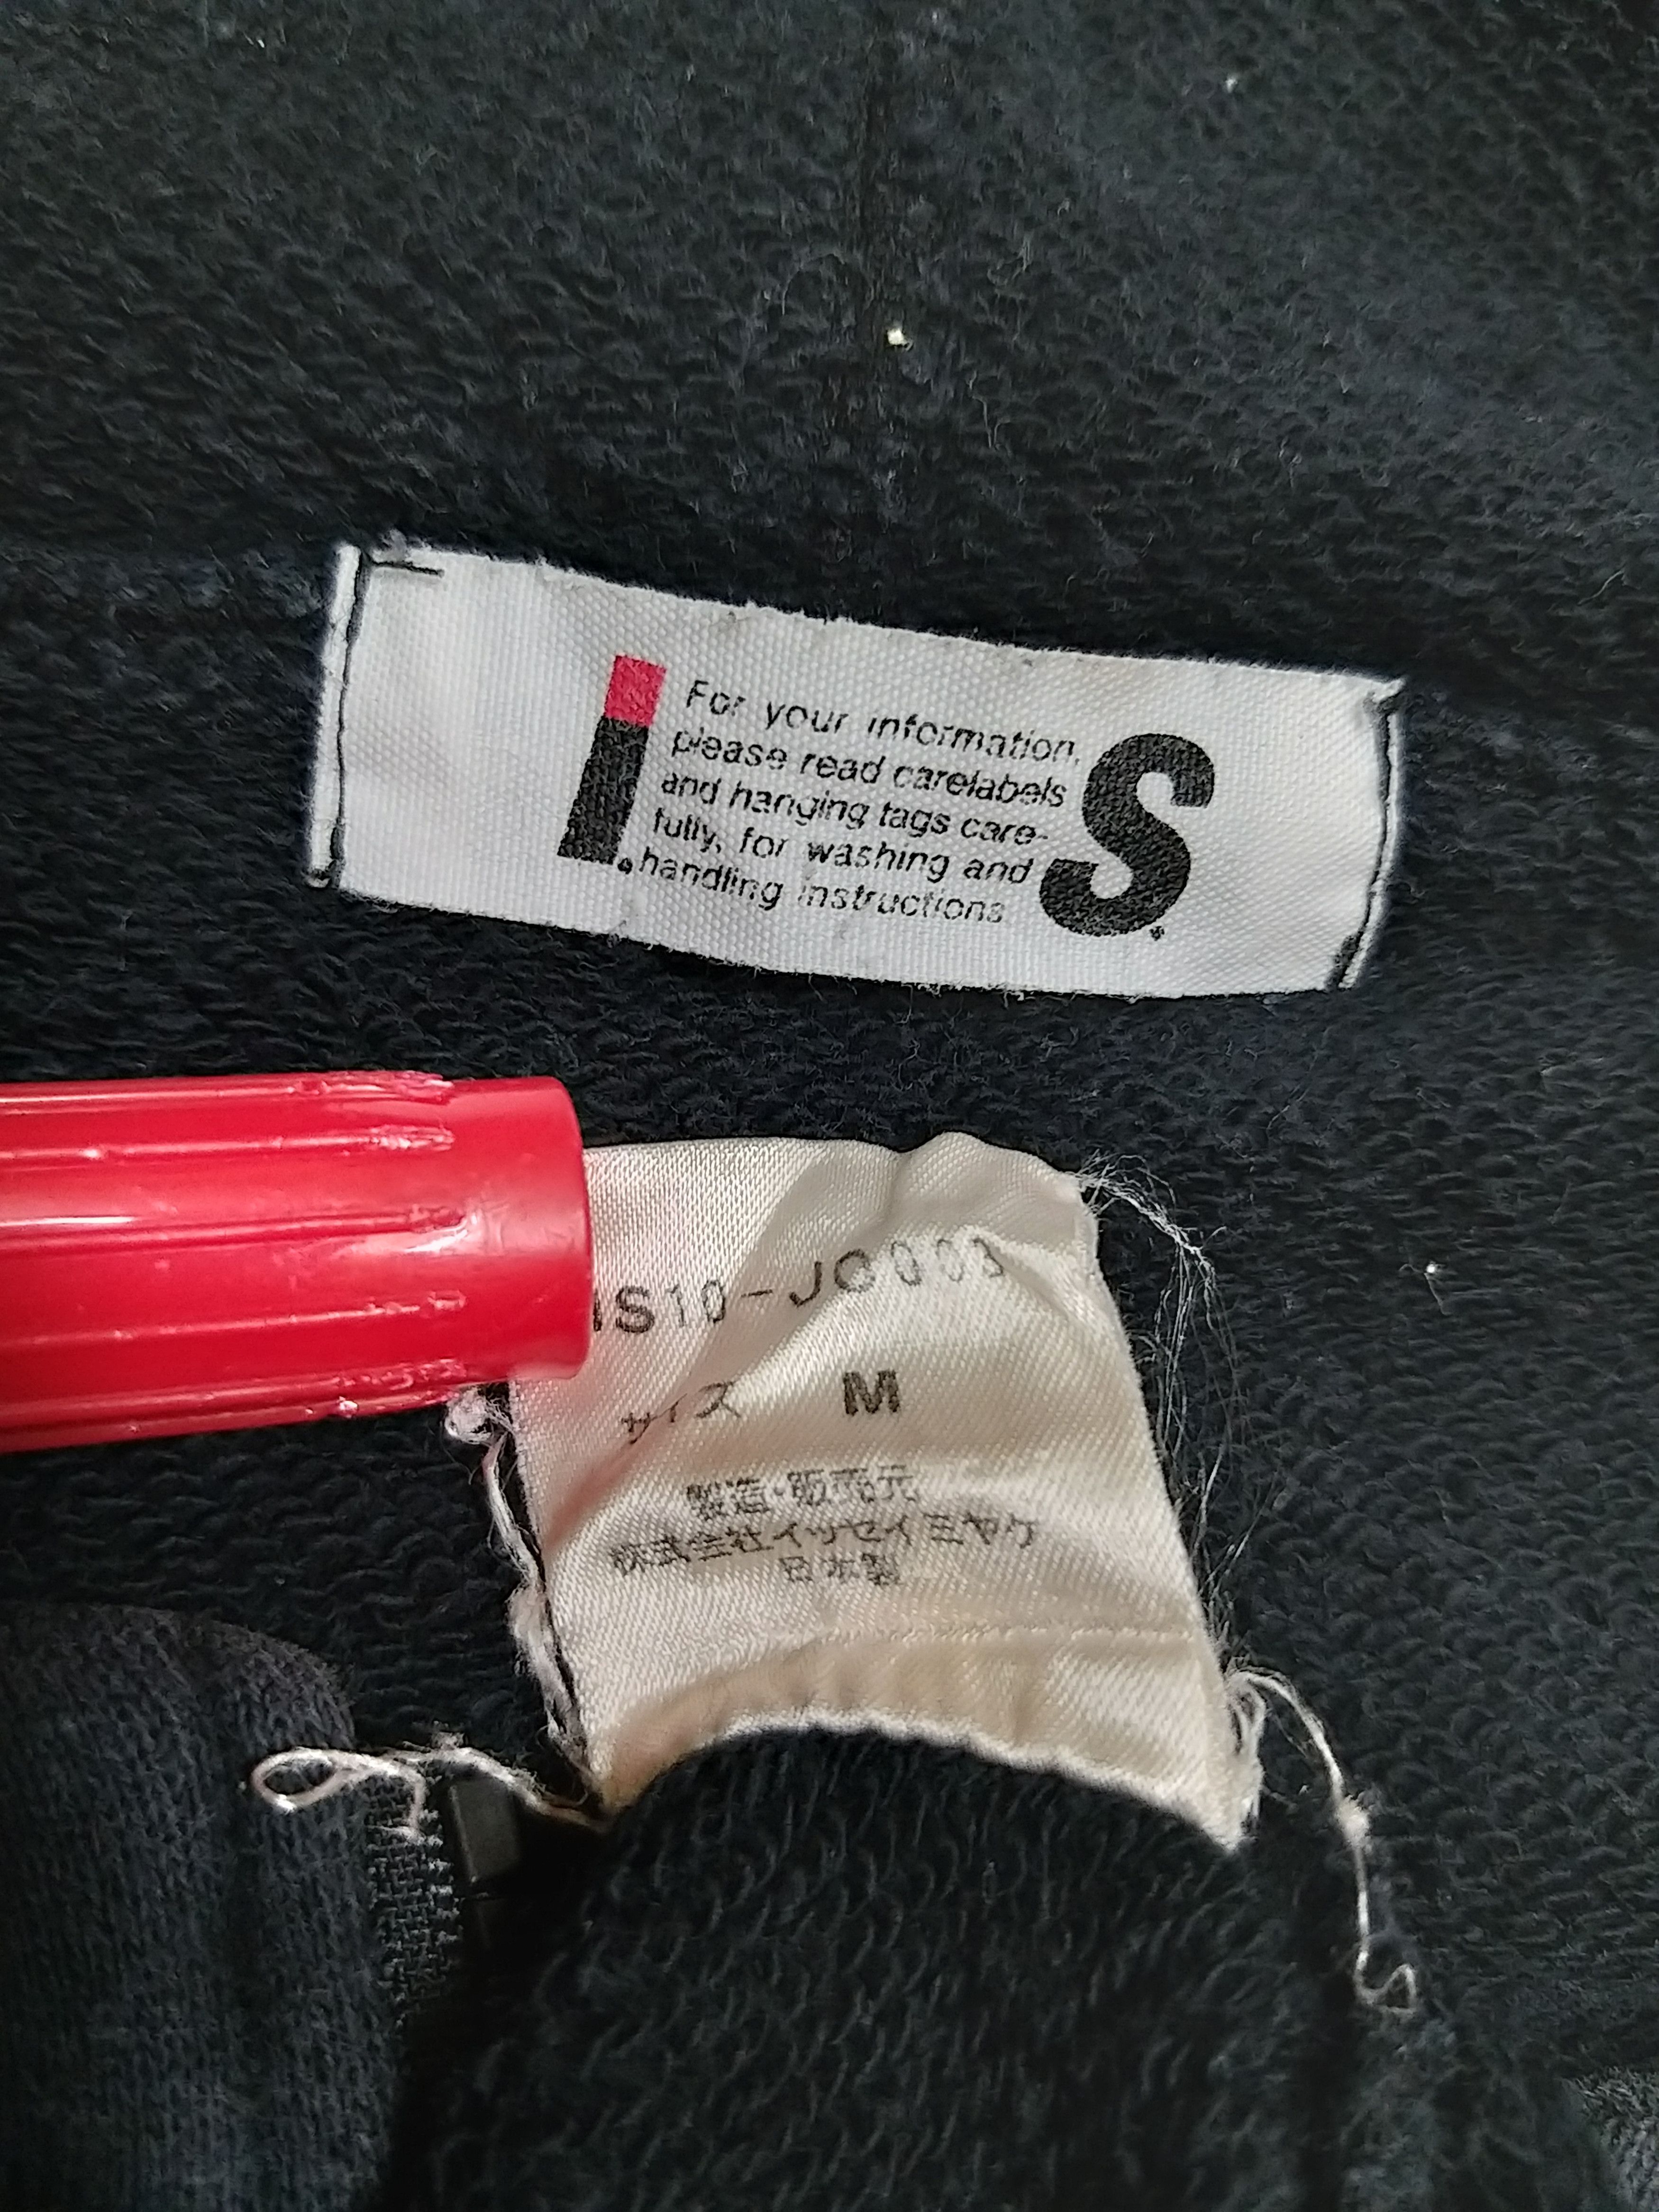 I.S.
For your information,
please read carelabels
and hanging tags care-
fully, for washing and
handling instructions
IS10-JC003
サイズ M
製造・販売元
株式会社イッセイミヤケ
日本製